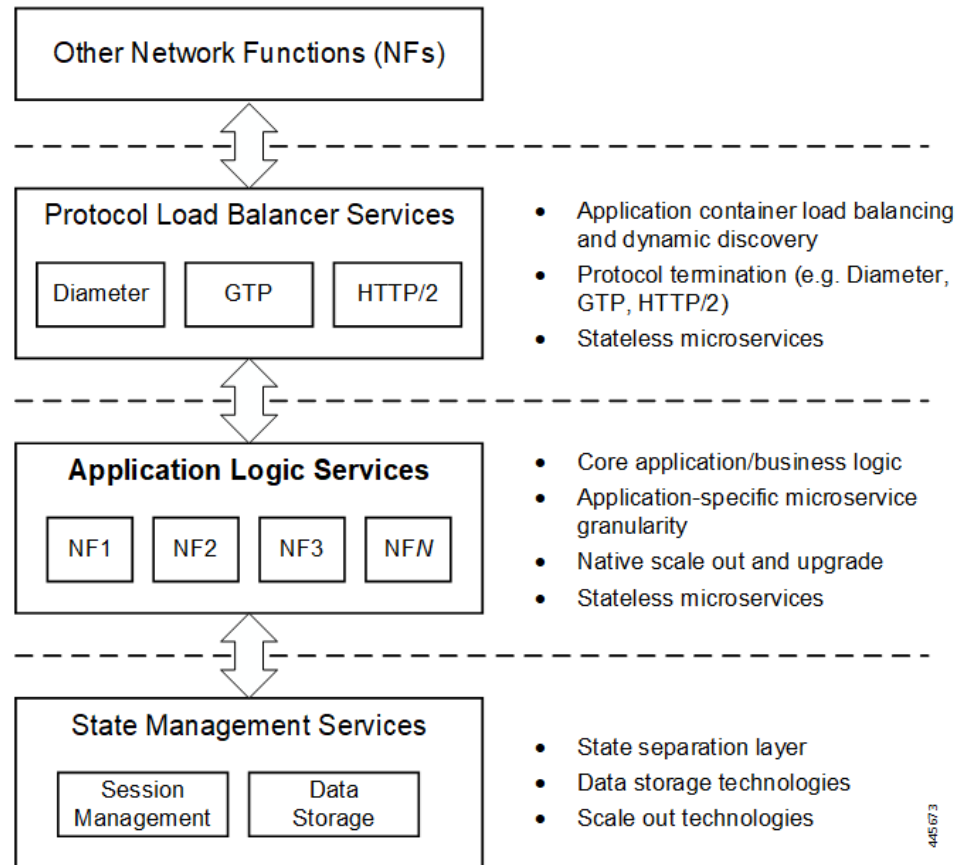 Other Network Functions (NFs)
Protocol Load Balancer Services
Diameter
GTP
HTTP/2
• Application container load balancing
and dynamic discovery
• Protocol termination (e.g. Diameter,
GTP, HTTP/2)
• Stateless microservices
Application Logic Services
NF1
NF2
NF3
NFN
• Core application/business logic
• Application-specific microservice
granularity
• Native scale out and upgrade
• Stateless microservices
State Management Services
Session
Management
Data
Storage
• State separation layer
• Data storage technologies
• Scale out technologies
445673